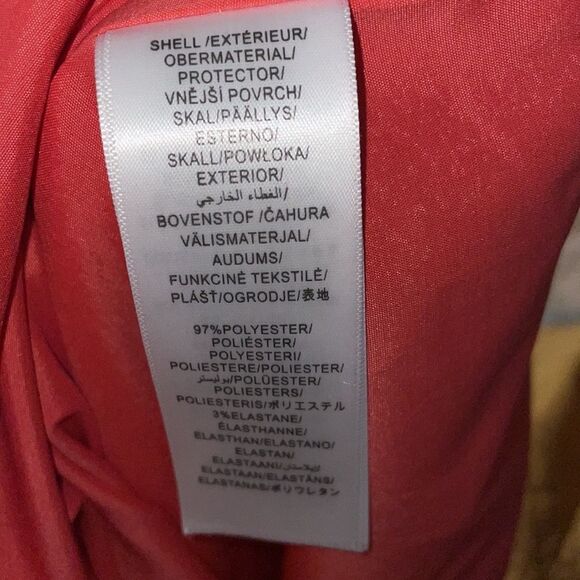 SHELL /EXTÉRIEUR/
OBERMATERIAL/
PROTECTOR/
VNĚJŠÍ POVRCH/
SKAL/PÄÄLLYS/
ESTERNO/
SKALL/POWŁOKA/
EXTERIOR/
الغطاء الخارجي/
BOVENSTOF /ČAHURA
VÄLISMATERJAL/
AUDUMS/
FUNKCINĖ TEKSTILĖ/
PLÁŠŤ/OGRODJE/表地
97%POLYESTER/
POLIÉSTER/
POLYESTERI/
POLIESTERE/POLIESTER/
بوليستر/POLÜESTER/
POLIESTERS/
POLIESTERIS/ポリエステル
3%ELASTANE/
ÉLASTHANNE/
ELASTHAN/ELASTANO/
ELASTAN/
ELASTAANI/إيلاستان/
ELASTAAN/ELASTĀNS/
ELASTANAS/ポリウレタン